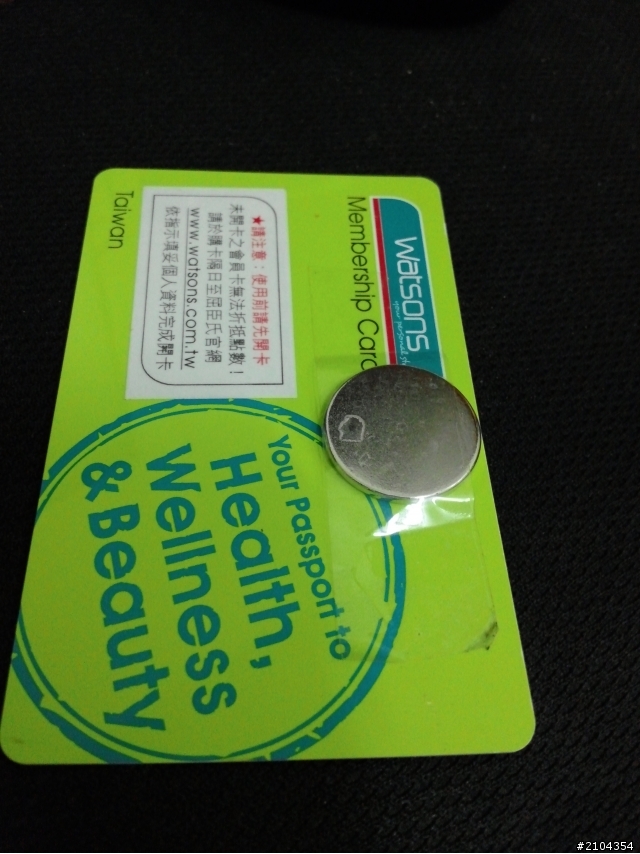 watsons
your personal st
Membership Card
★請注意：使用前請先開卡
未開卡之會員卡無法折抵點數！
請於購卡隔日至屈臣氏官網
www.watsons.com.tw
依指示填妥個人資料完成開卡
Taiwan
Your Passport to
Health,
Wellness
& Beauty
#2104354